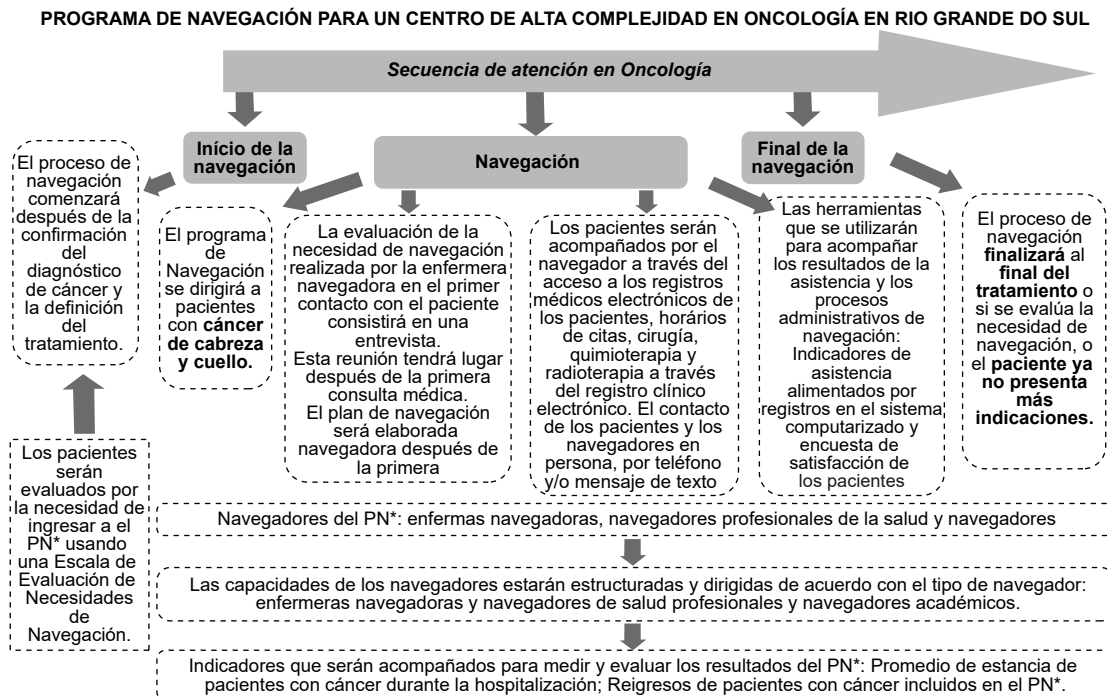 PROGRAMA DE NAVEGACIÓN PARA UN CENTRO DE ALTA COMPLEJIDAD EN ONCOLOGÍA EN RIO GRANDE DO SUL
Secuencia de atención en Oncología
Início de la
navegación
Navegación
Final de la
navegación
El proceso de
navegación
comenzará
después de la
confirmación
del
diagnóstico
de cáncer y
la definición
del
tratamiento.
Los pacientes
serán
evaluados por
la necesidad de
ingresar a el
PN* usando
una Escala de
Evaluación de
Necesidades
de
Navegación.
El programa
de
Navegación
se dirigirá a
pacientes
con cáncer
de cabreza
y cuello.
La evaluación de la
necesidad de navegación
realizada por la enfermera
navegadora en el primer
contacto con el paciente
consistirá en una
entrevista.
Esta reunión tendrá lugar
después de la primera
consulta médica.
El plan de navegación
será elaborada
navegadora después de
la primera
Los pacientes serán
acompañados por el
navegador a través del
acceso a los registros
médicos electrónicos de
los pacientes, horários
de citas, cirugía,
quimioterapia y
radioterapia a través
del registro clínico
electrónico. El contacto
de los pacientes y los
navegadores en
persona, por teléfono
y/o mensaje de texto
Las herramientas
que se utilizarán
para acompañar
los resultados de la
asistencia y los
procesos
administrativos de
navegación:
Indicadores de
asistencia
alimentados por
registros en el sistema
computarizado y
encuesta de
satisfacción de
los pacientes
El proceso de
navegación
finalizará al
final del
tratamiento o
si se evalúa la
necesidad de
navegación, o
el paciente ya
no presenta
más
indicaciones.
Navegadores del PN*: enfermas navegadoras, navegadores profesionales de la salud y navegadores
Las capacidades de los navegadores estarán estructuradas y dirigidas de acuerdo con el tipo de navegador:
enfermeras navegadoras y navegadores de salud profesionales y navegadores académicos.
Indicadores que serán acompañados para medir y evaluar los resultados del PN*: Promedio de estancia de
pacientes con cáncer durante la hospitalización; Reigresos de pacientes con cáncer incluidos en el PN*.